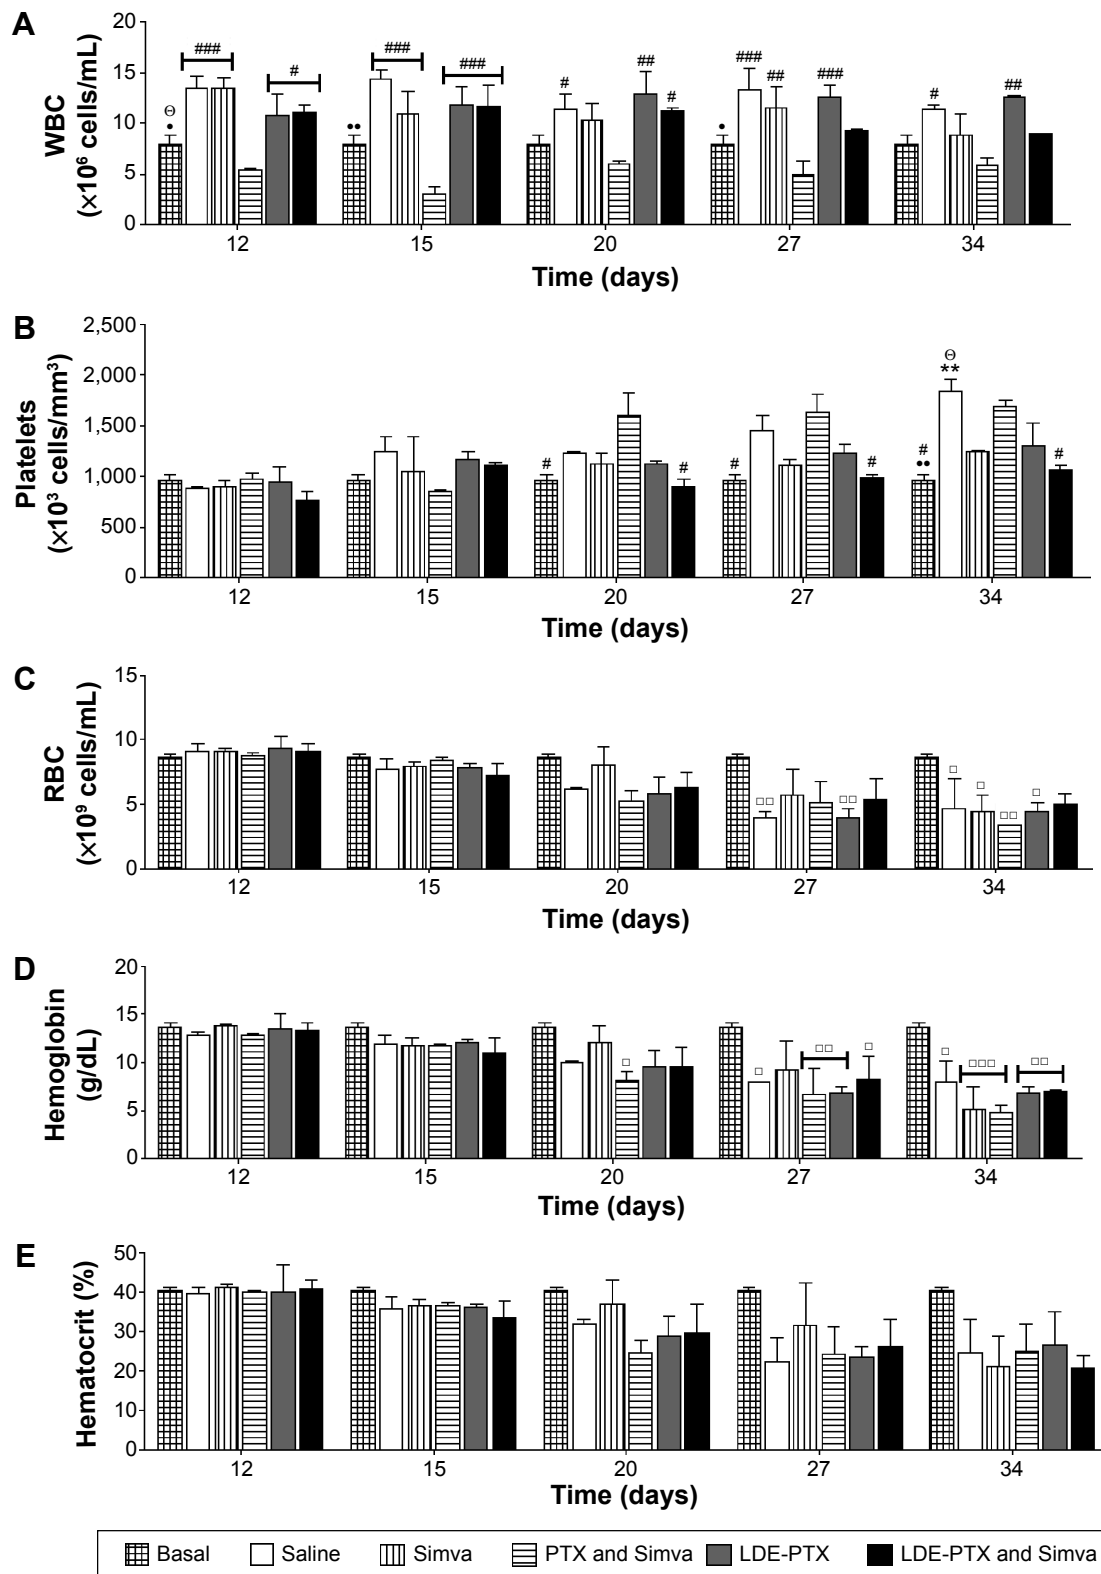 A
WBC
(×10⁶ cells/mL)
20
15
10
5
0
###
#
Θ
•
###
###
••
#
##
#
###
##
###
•
#
##
12 15 20 27 34
Time (days)
B
Platelets
(×10³ cells/mm³)
2,500
2,000
1,500
1,000
500
0
#
#
#
#
Θ
**
#
••
#
12 15 20 27 34
Time (days)
C
RBC
(×10⁹ cells/mL)
15
10
5
0
□□
□□
□
□
□□
□
12 15 20 27 34
Time (days)
D
Hemoglobin
(g/dL)
20
15
10
5
0
□
□
□□
□
□
□□□
□□
12 15 20 27 34
Time (days)
E
Hematocrit (%)
50
40
30
20
10
0
12 15 20 27 34
Time (days)
Basal Saline Simva PTX and Simva LDE-PTX LDE-PTX and Simva